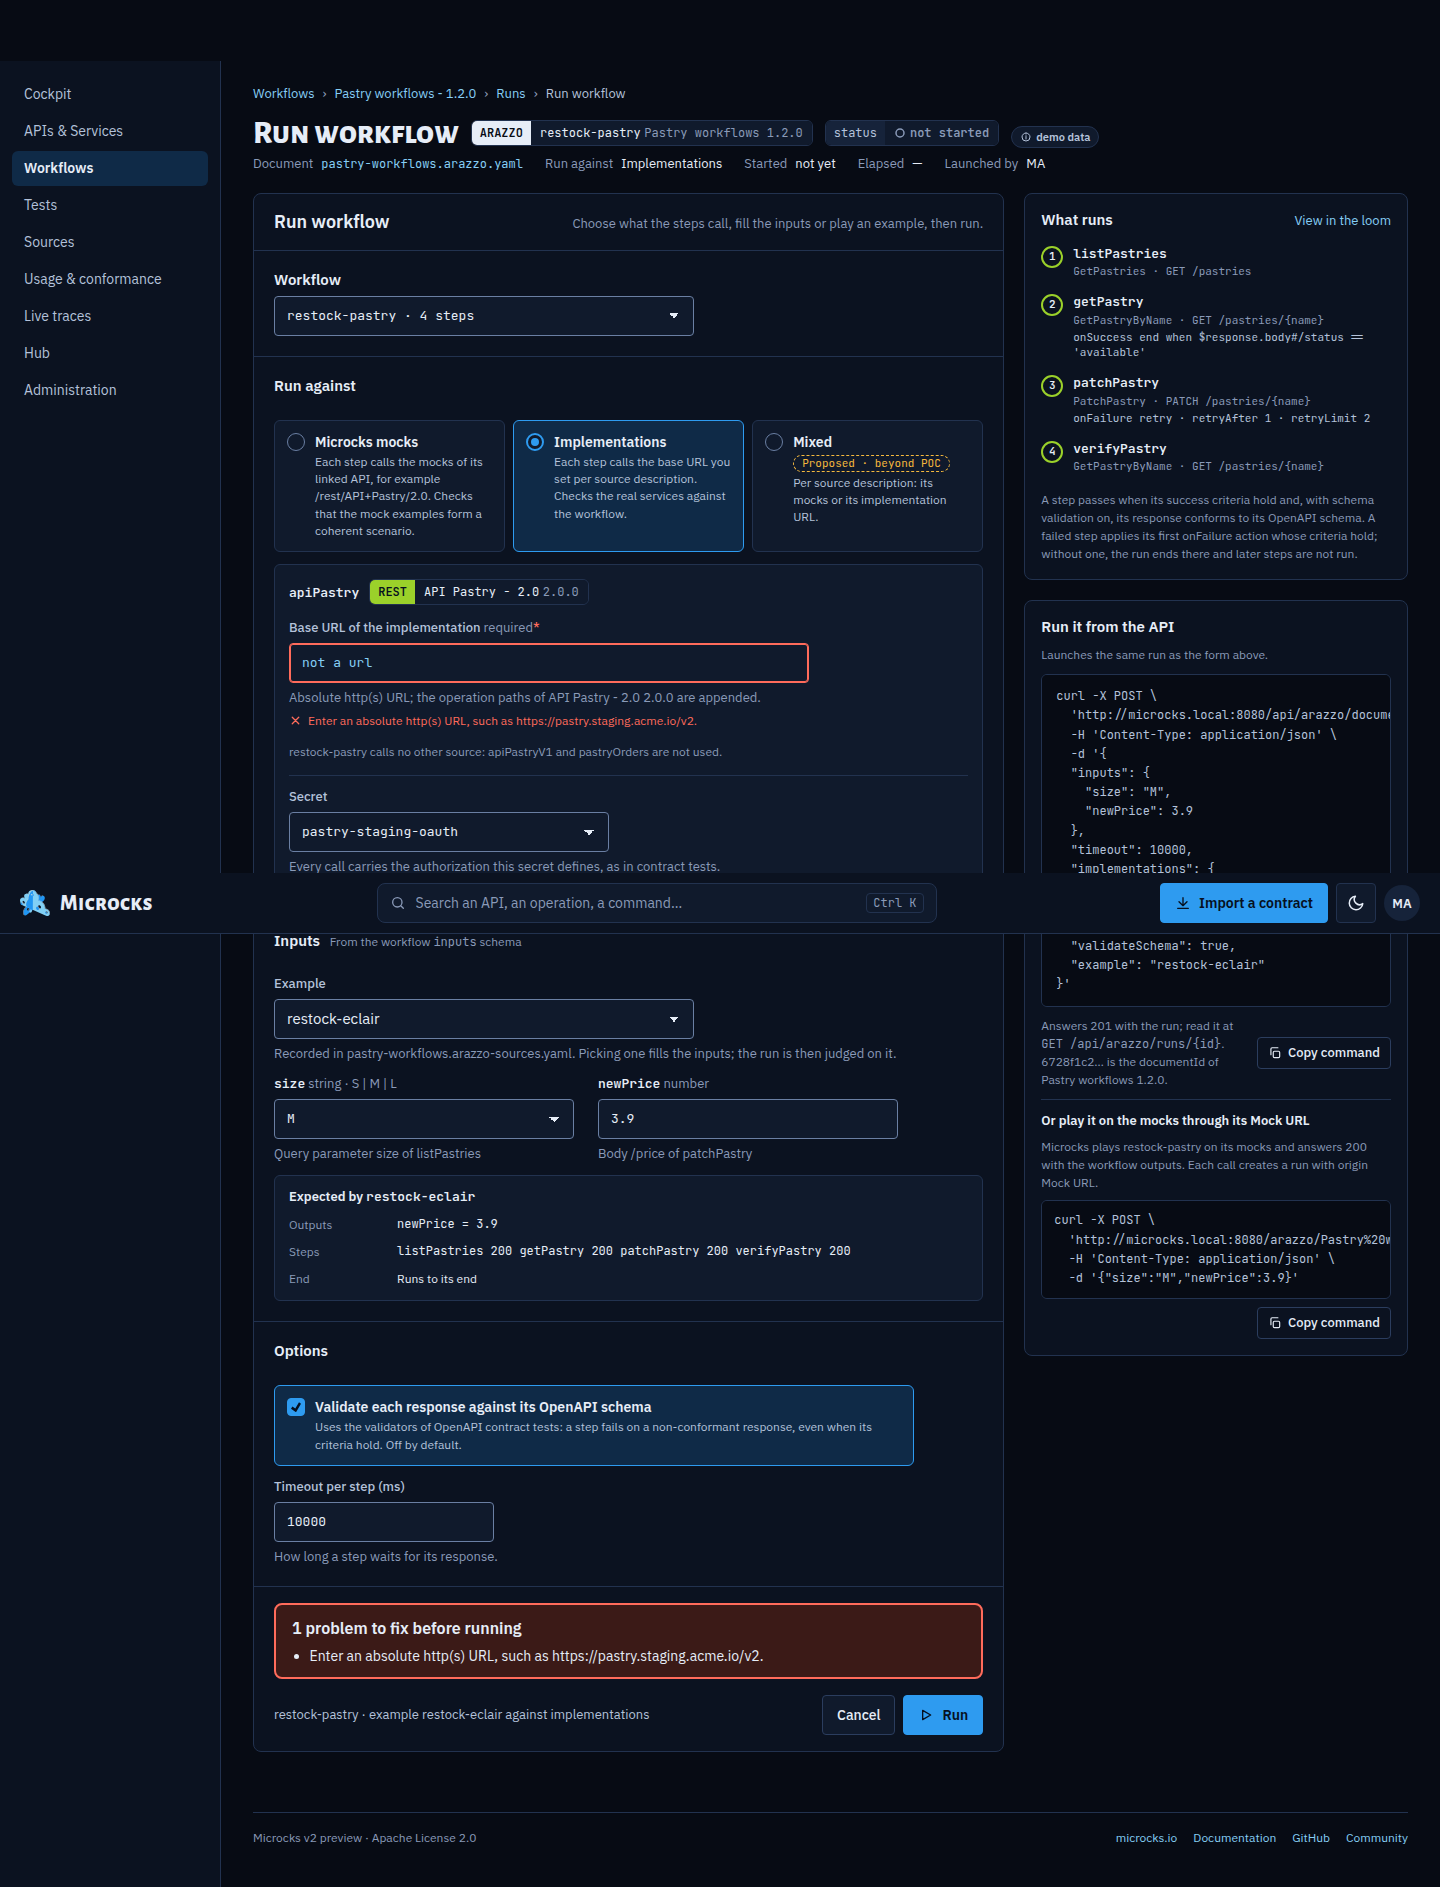 Cockpit
APIs & Services
Workflows
Tests
Sources
Usage & conformance
Live traces
Hub
Administration
Workflows › Pastry workflows - 1.2.0 › Runs › Run workflow
Run workflow ARAZZO restock-pastry Pastry workflows 1.2.0 status not started demo data
Document pastry-workflows.arazzo.yaml Run against Implementations Started not yet Elapsed — Launched by MA
Run workflow
Choose what the steps call, fill the inputs or play an example, then run.
Workflow
restock-pastry · 4 steps
Run against
Microcks mocks
Each step calls the mocks of its
linked API, for example
/rest/API+Pastry/2.0. Checks
that the mock examples form a
coherent scenario.
Implementations
Each step calls the base URL you
set per source description.
Checks the real services against
the workflow.
Mixed
Proposed · beyond POC
Per source description: its
mocks or its implementation
URL.
apiPastry REST API Pastry - 2.0 2.0.0
Base URL of the implementation required*
not a url
Absolute http(s) URL; the operation paths of API Pastry - 2.0 2.0.0 are appended.
Enter an absolute http(s) URL, such as https://pastry.staging.acme.io/v2.
restock-pastry calls no other source: apiPastryV1 and pastryOrders are not used.
Secret
pastry-staging-oauth
Every call carries the authorization this secret defines, as in contract tests.
Microcks
Search an API, an operation, a command... Ctrl K
Import a contract
MA
Inputs From the workflow inputs schema
Example
restock-eclair
Recorded in pastry-workflows.arazzo-sources.yaml. Picking one fills the inputs; the run is then judged on it.
size string · S | M | L
M
Query parameter size of listPastries
newPrice number
3.9
Body /price of patchPastry
Expected by restock-eclair
Outputs newPrice = 3.9
Steps listPastries 200 getPastry 200 patchPastry 200 verifyPastry 200
End Runs to its end
Options
Validate each response against its OpenAPI schema
Uses the validators of OpenAPI contract tests: a step fails on a non-conformant response, even when its
criteria hold. Off by default.
Timeout per step (ms)
10000
How long a step waits for its response.
1 problem to fix before running
• Enter an absolute http(s) URL, such as https://pastry.staging.acme.io/v2.
restock-pastry · example restock-eclair against implementations
Cancel
Run
What runs
View in the loom
1 listPastries
GetPastries · GET /pastries
2 getPastry
GetPastryByName · GET /pastries/{name}
onSuccess end when $response.body#/status ==
'available'
3 patchPastry
PatchPastry · PATCH /pastries/{name}
onFailure retry · retryAfter 1 · retryLimit 2
4 verifyPastry
GetPastryByName · GET /pastries/{name}
A step passes when its success criteria hold and, with schema
validation on, its response conforms to its OpenAPI schema. A
failed step applies its first onFailure action whose criteria hold;
without one, the run ends there and later steps are not run.
Run it from the API
Launches the same run as the form above.
curl -X POST \
'http://microcks.local:8080/api/arazzo/docume
-H 'Content-Type: application/json' \
-d '{
"inputs": {
"size": "M",
"newPrice": 3.9
},
"timeout": 10000,
"implementations": {
"validateSchema": true,
"example": "restock-eclair"
}'
Answers 201 with the run; read it at
GET /api/arazzo/runs/{id}.
6728f1c2… is the documentId of
Pastry workflows 1.2.0.
Copy command
Or play it on the mocks through its Mock URL
Microcks plays restock-pastry on its mocks and answers 200
with the workflow outputs. Each call creates a run with origin
Mock URL.
curl -X POST \
'http://microcks.local:8080/arazzo/Pastry%20w
-H 'Content-Type: application/json' \
-d '{"size":"M","newPrice":3.9}'
Copy command
Microcks v2 preview · Apache License 2.0
microcks.io Documentation GitHub Community